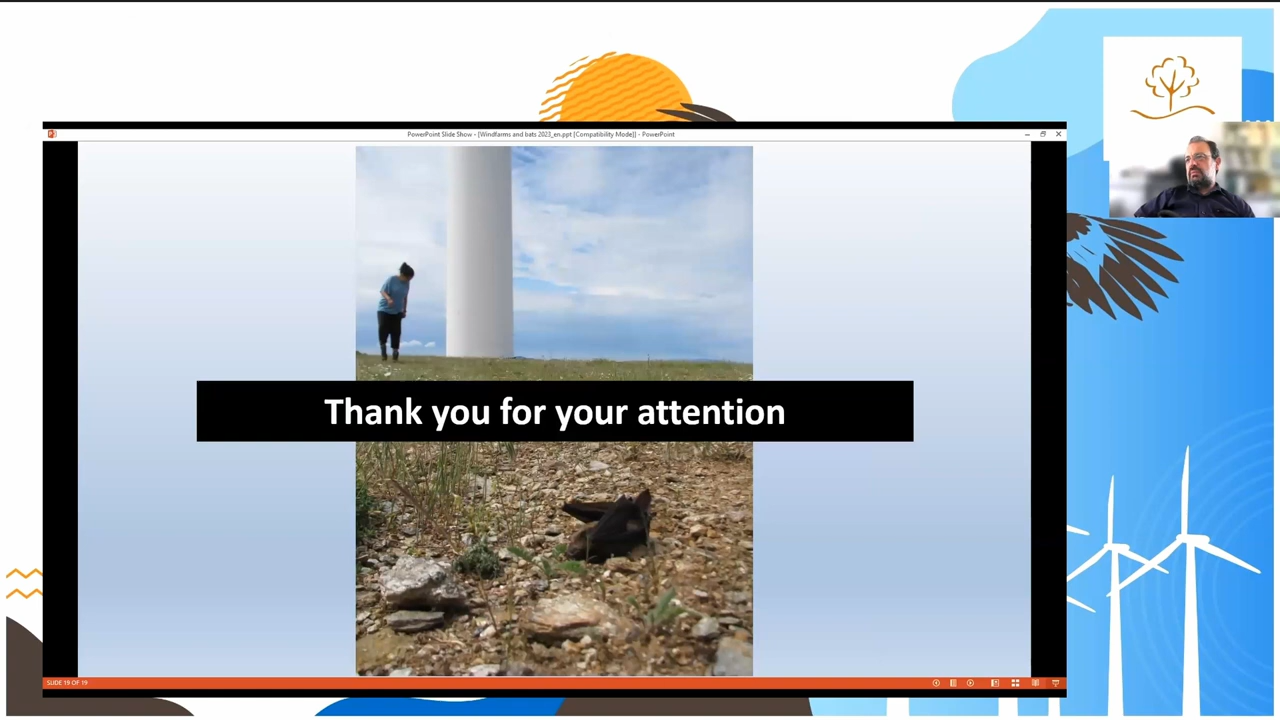 PowerPoint Slide Show - [Windfarms and bats 2023_en.ppt [Compatibility Mode]] - PowerPoint
Thank you for your attention
SLIDE 19 OF 19